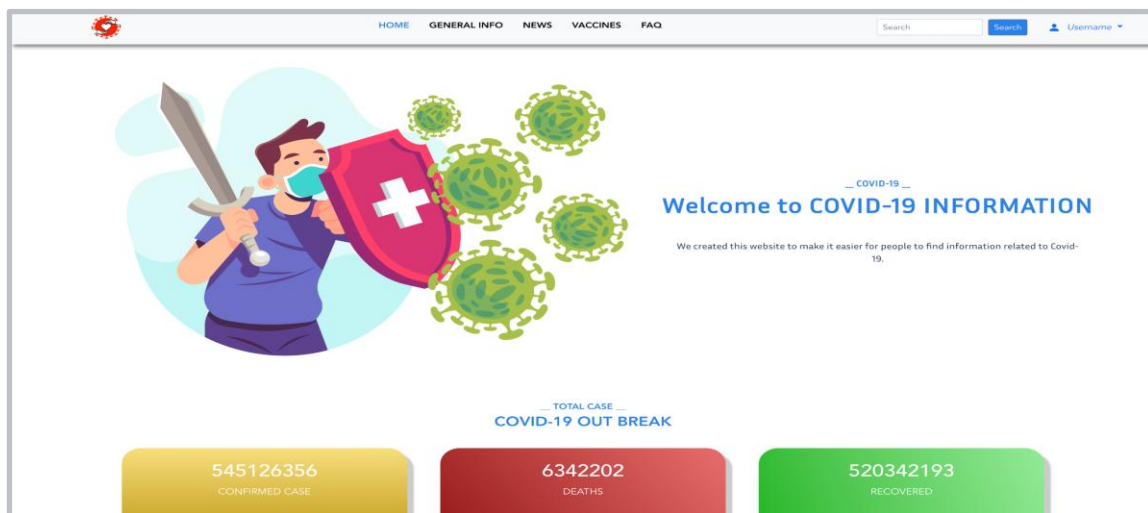 HOME GENERAL INFO NEWS VACCINES FAQ Search Search Username
__ COVID-19 __
Welcome to COVID-19 INFORMATION
We created this website to make it easier for people to find information related to Covid-
19.
__ TOTAL CASE __
COVID-19 OUT BREAK
545126356 6342202 520342193
CONFIRMED CASE DEATHS RECOVERED